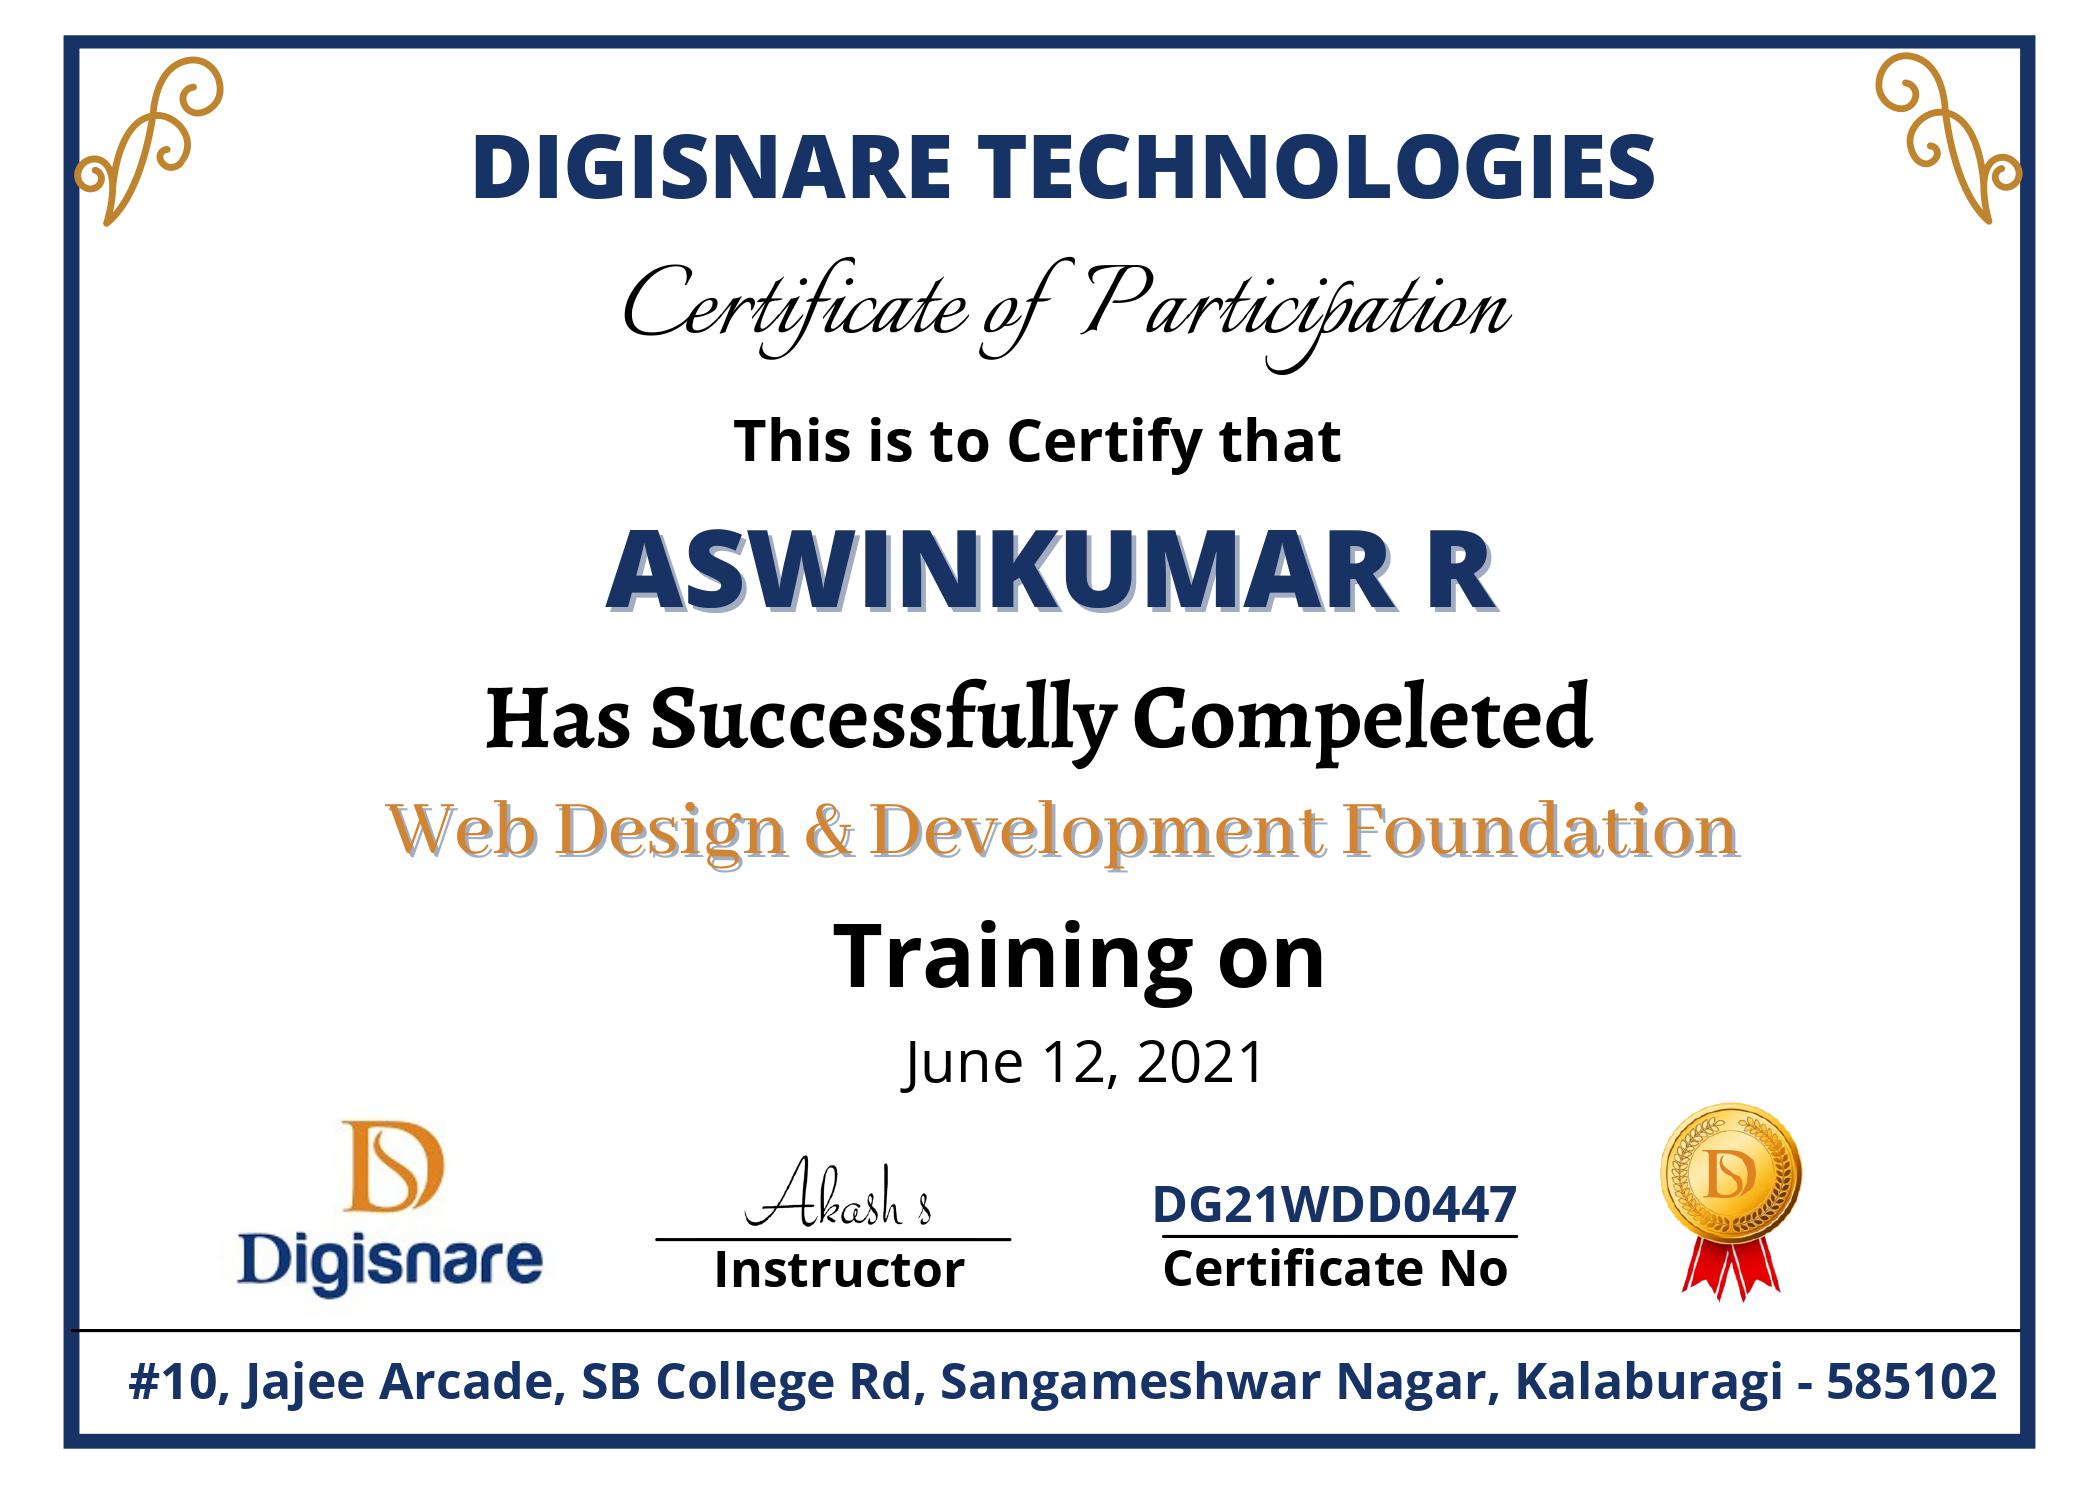 DIGISNARE TECHNOLOGIES
Certificate of Participation
This is to Certify that
ASWINKUMAR R
Has Successfully Compeleted
Web Design & Development Foundation
Training on
June 12, 2021
Digisnare
Akash s
Instructor
DG21WDD0447
Certificate No
#10, Jajee Arcade, SB College Rd, Sangameshwar Nagar, Kalaburagi - 585102